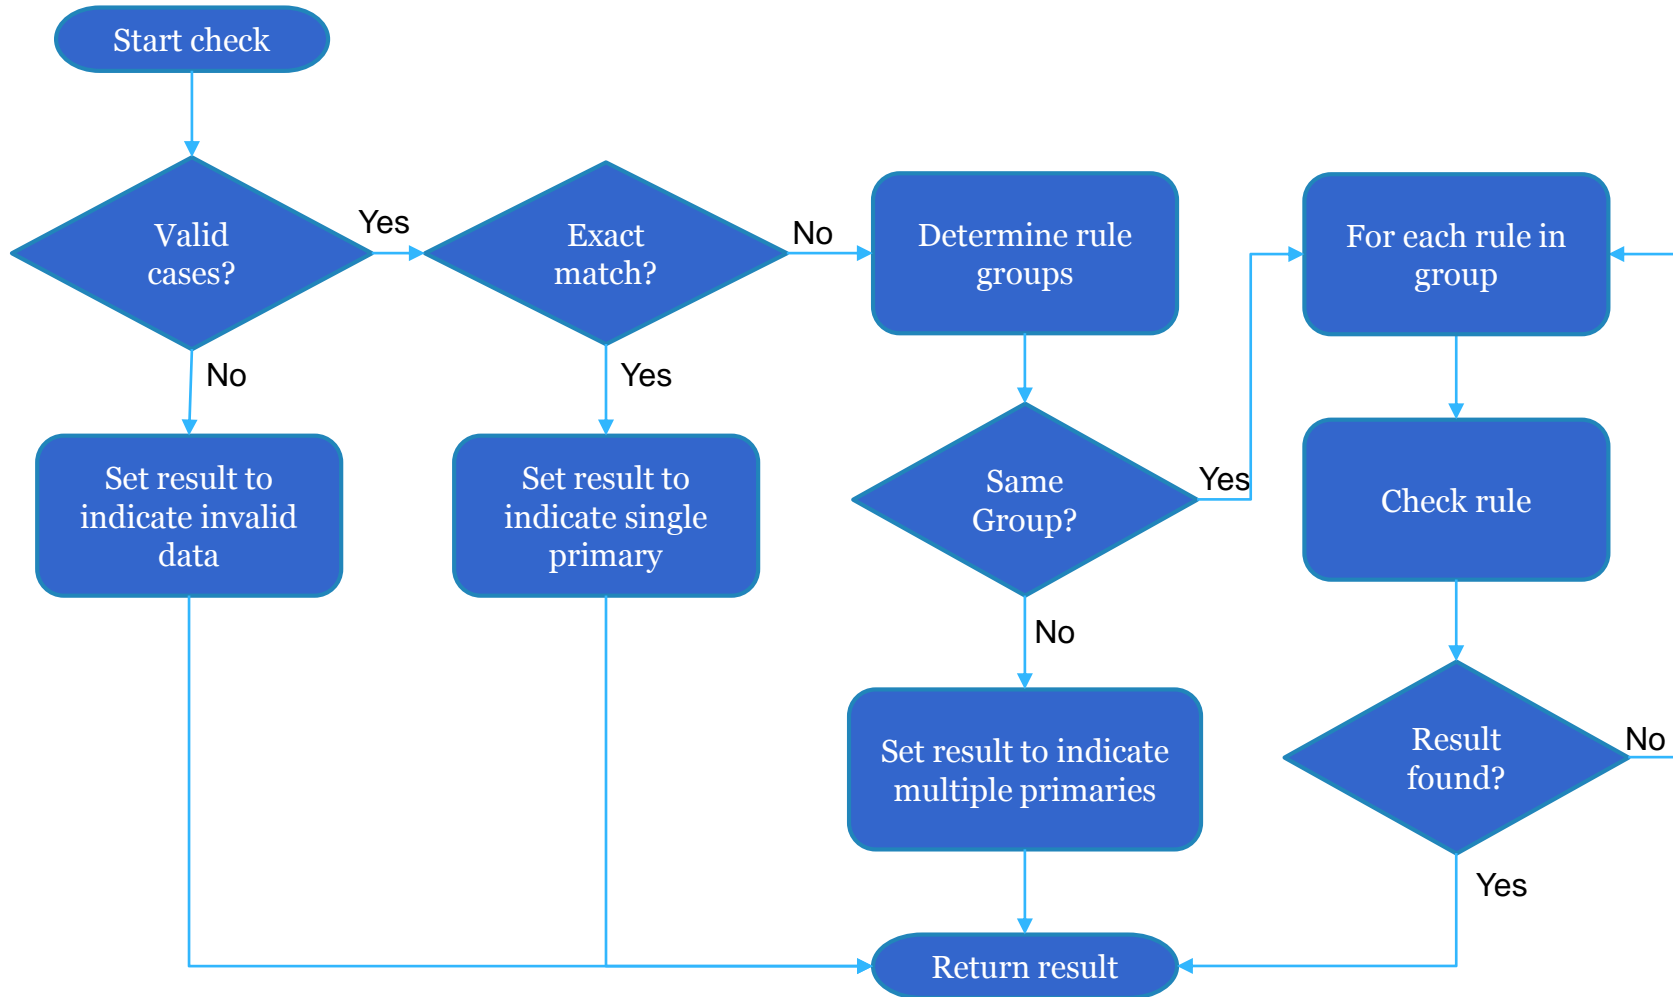 Start check
Valid
cases?
Yes
No
Set result to
indicate invalid
data
Exact
match?
No
Yes
Set result to
indicate single
primary
Determine rule
groups
Same
Group?
Yes
No
Set result to indicate
multiple primaries
For each rule in
group
Check rule
Result
found?
No
Yes
Return result